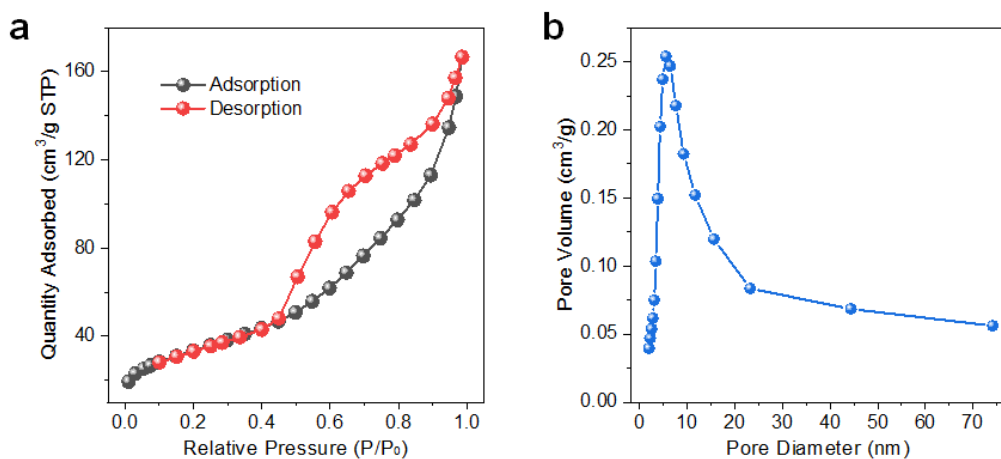 a
Quantity Adsorbed (cm³/g STP)
160
120
80
40
Adsorption
Desorption
0.0 0.2 0.4 0.6 0.8 1.0
Relative Pressure (P/P₀)
b
Pore Volume (cm³/g)
0.25
0.20
0.15
0.10
0.05
0.00
0 10 20 30 40 50 60 70
Pore Diameter (nm)